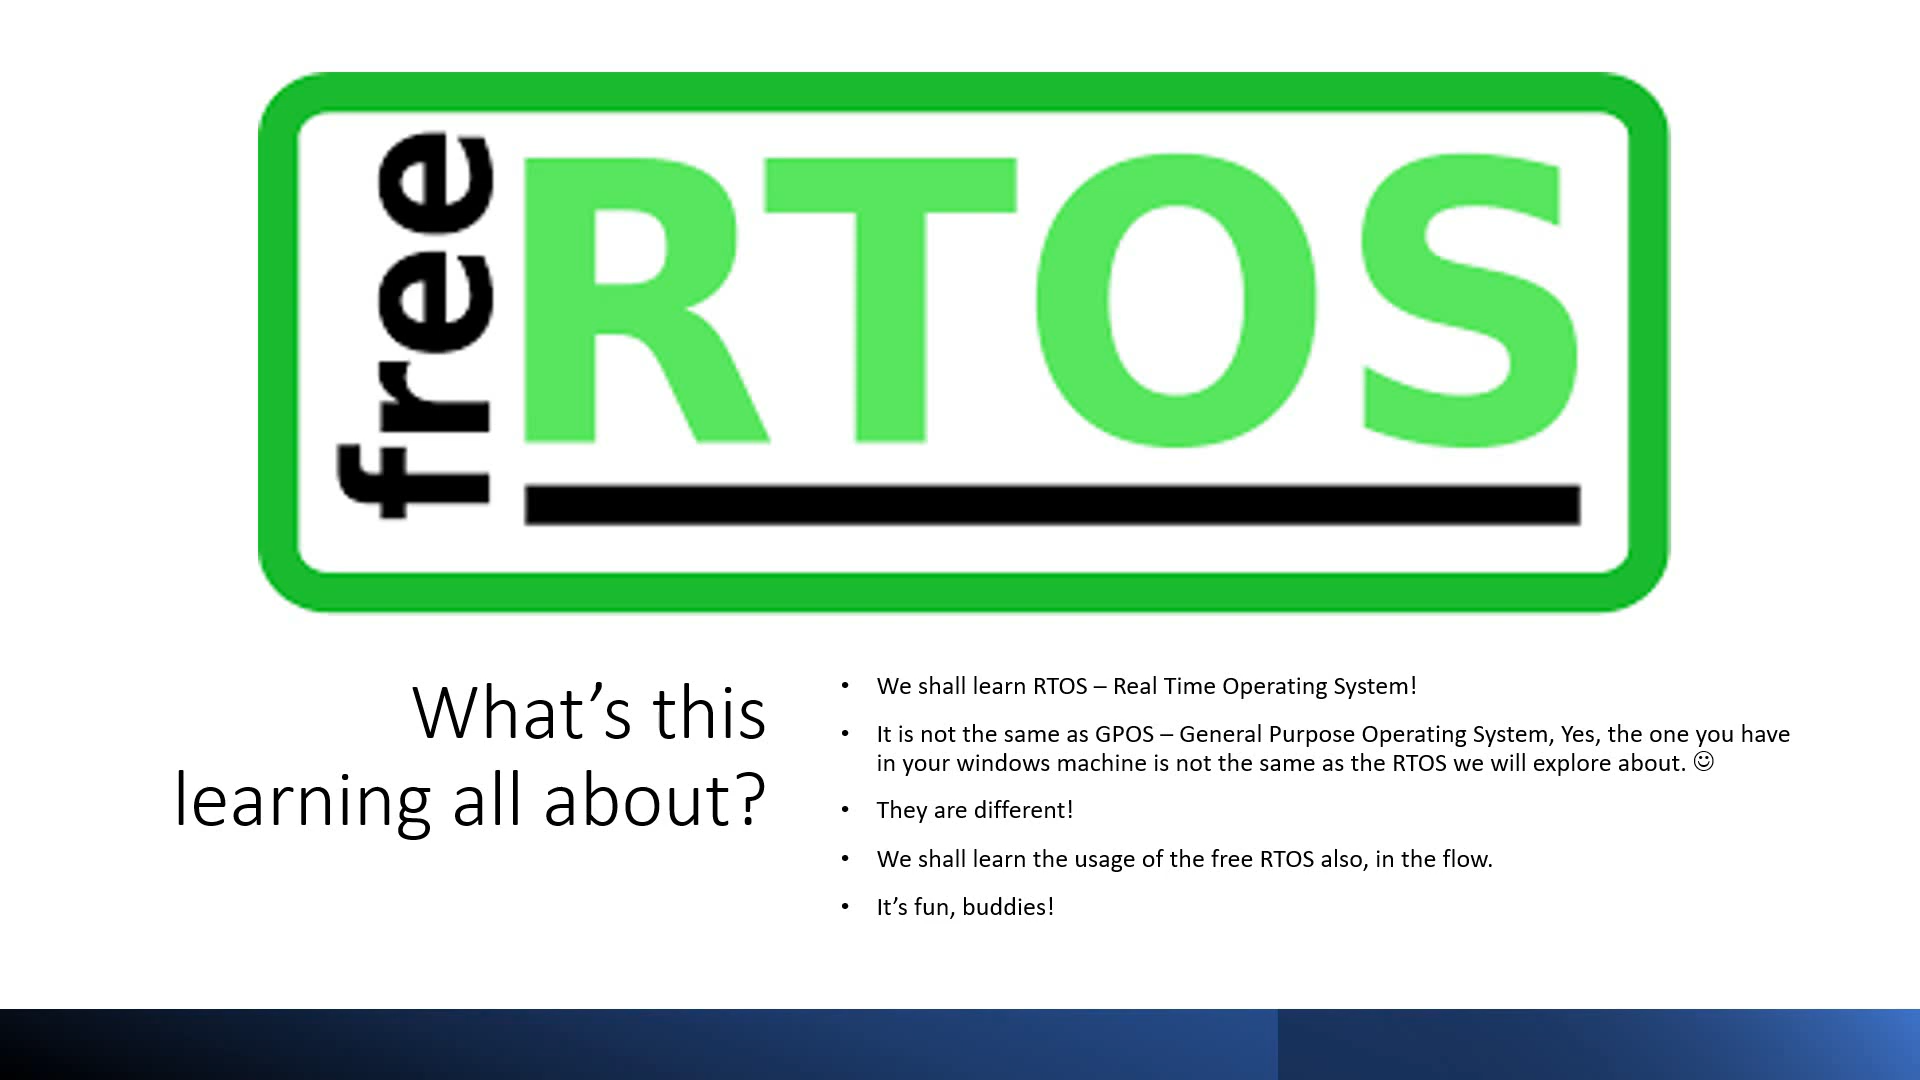 free
RTOS
What’s this
learning all about?
• We shall learn RTOS – Real Time Operating System!
• It is not the same as GPOS – General Purpose Operating System, Yes, the one you have
in your windows machine is not the same as the RTOS we will explore about. ☺
• They are different!
• We shall learn the usage of the free RTOS also, in the flow.
• It’s fun, buddies!